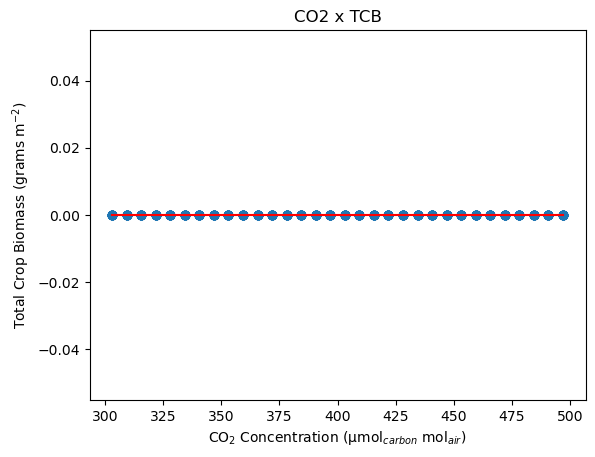 CO2 x TCB
0.04
0.02
0.00
−0.02
−0.04
Total Crop Biomass (grams m⁻²)
300 325 350 375 400 425 450 475 500
CO₂ Concentration (μmol_carbon mol_air)